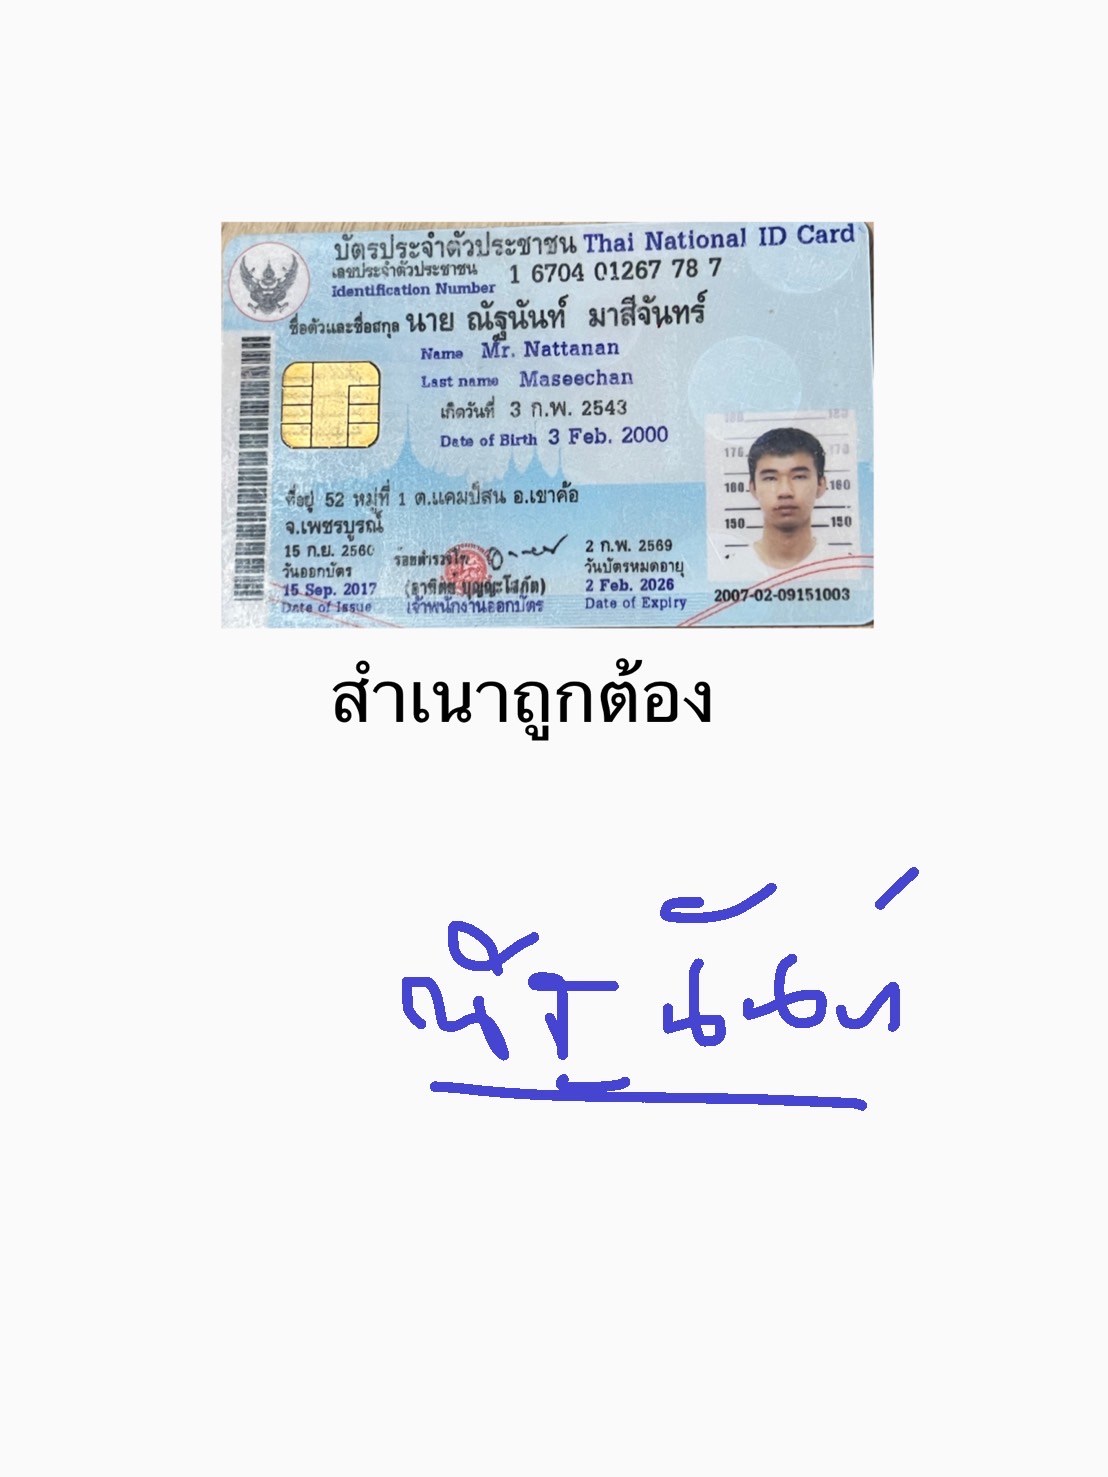 บัตรประจำตัวประชาชน Thai National ID Card
เลขประจำตัวประชาชน
Identification Number 1 6704 01267 78 7
ชื่อตัวและชื่อสกุล นาย ณัฐนันท์ มาสีจันทร์
Name Mr. Nattanan
Last name Maseechan
เกิดวันที่ 3 ก.พ. 2543
Date of Birth 3 Feb. 2000
180 180
170 170
160 160
150 150
ที่อยู่ 52 หมู่ที่ 1 ต.แคมป์สน อ.เขาค้อ
จ.เพชรบูรณ์
15 ก.ย. 2560
วันออกบัตร
15 Sep. 2017
Date of Issue
ร้อยตำรวจโท
เจ้าพนักงานออกบัตร
2 ก.พ. 2569
วันบัตรหมดอายุ
2 Feb. 2026
Date of Expiry
2007-02-09151003
สำเนาถูกต้อง
ณัฐนันท์